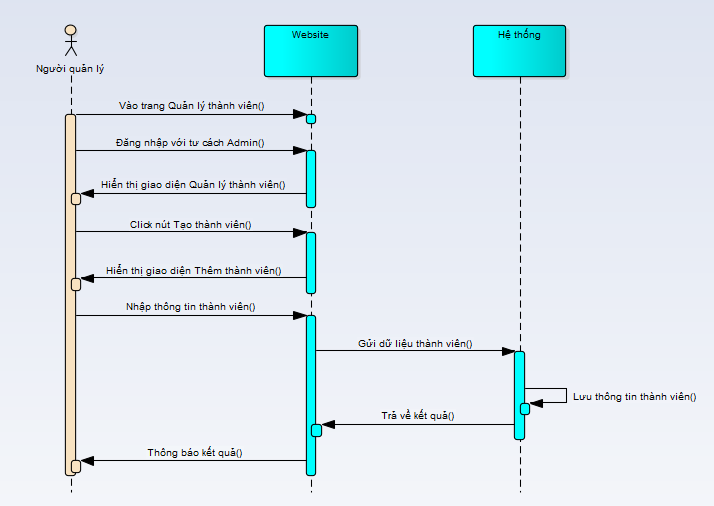 Website
Hệ thống
Người quản lý
Vào trang Quản lý thành viên()
Đăng nhập với tư cách Admin()
Hiển thị giao diện Quản lý thành viên()
Click nút Tạo thành viên()
Hiển thị giao diện Thêm thành viên()
Nhập thông tin thành viên()
Gửi dữ liệu thành viên()
Lưu thông tin thành viên()
Trả về kết quả()
Thông báo kết quả()